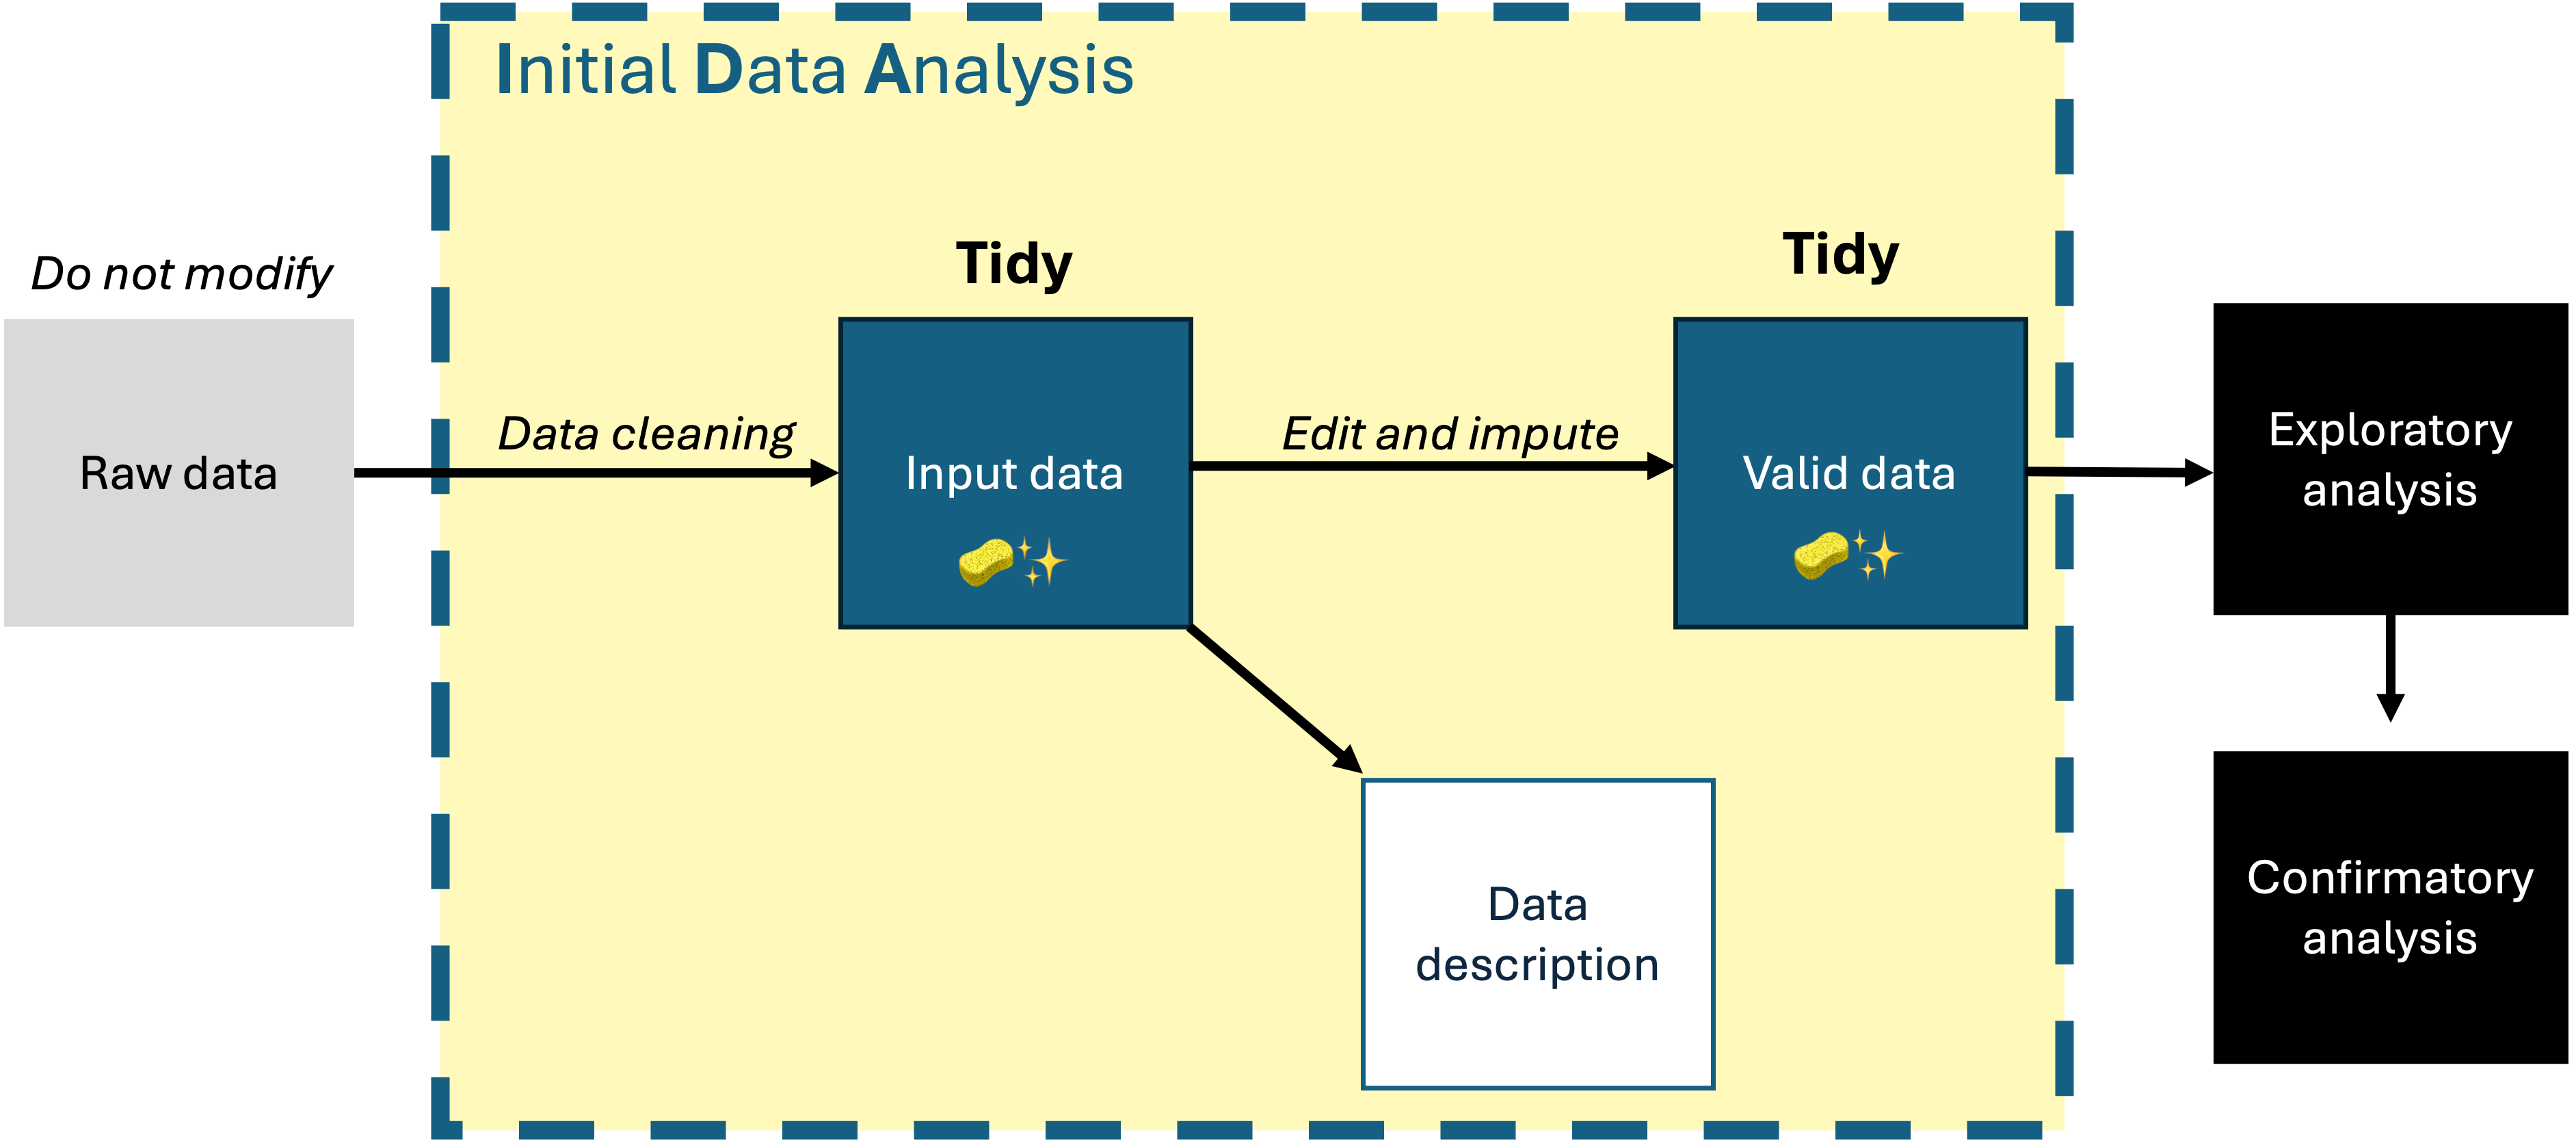 Initial Data Analysis
Do not modify
Raw data
Data cleaning
Tidy
Input data
Edit and impute
Tidy
Valid data
Data
description
Exploratory
analysis
Confirmatory
analysis